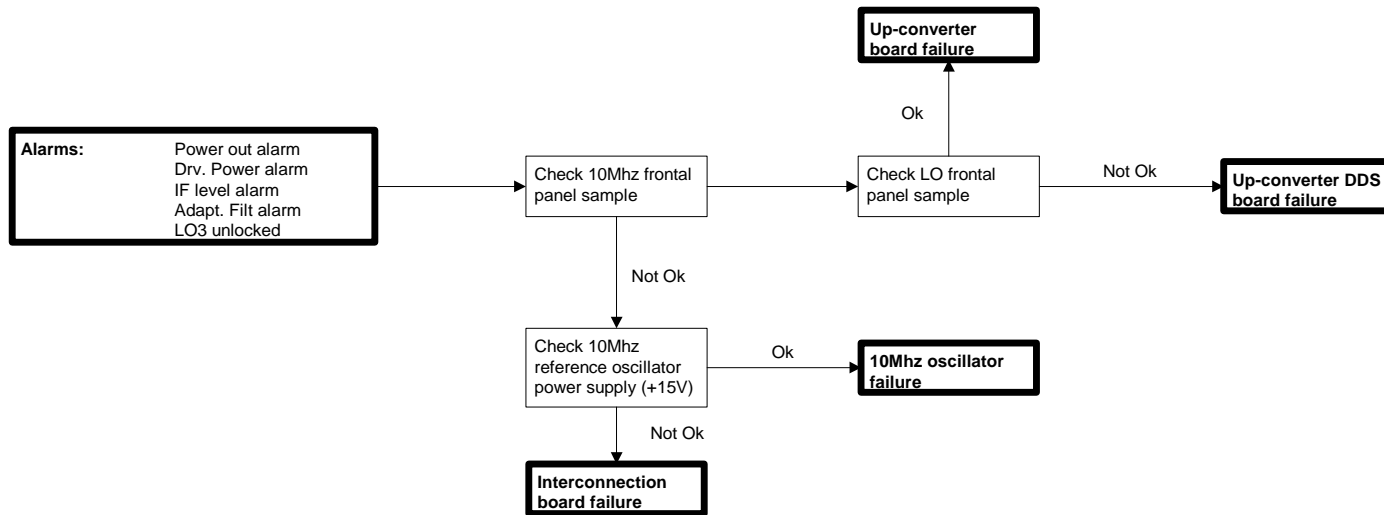 Up-converter
board failure
Ok
Alarms: Power out alarm
Drv. Power alarm
IF level alarm
Adapt. Filt alarm
LO3 unlocked
Check 10Mhz frontal
panel sample
Check LO frontal
panel sample
Not Ok
Up-converter DDS
board failure
Not Ok
Check 10Mhz
reference oscillator
power supply (+15V)
Ok
10Mhz oscillator
failure
Not Ok
Interconnection
board failure